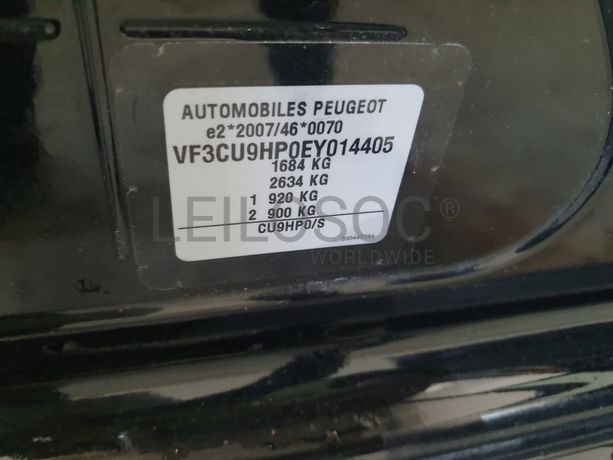 AUTOMOBILES PEUGEOT
e2*2007/46*0070
VF3CU9HP0EY014405
1684 KG
2634 KG
1 920 KG
2 900 KG
CU9HP0/S
LEILOSOC®
WORLDWIDE